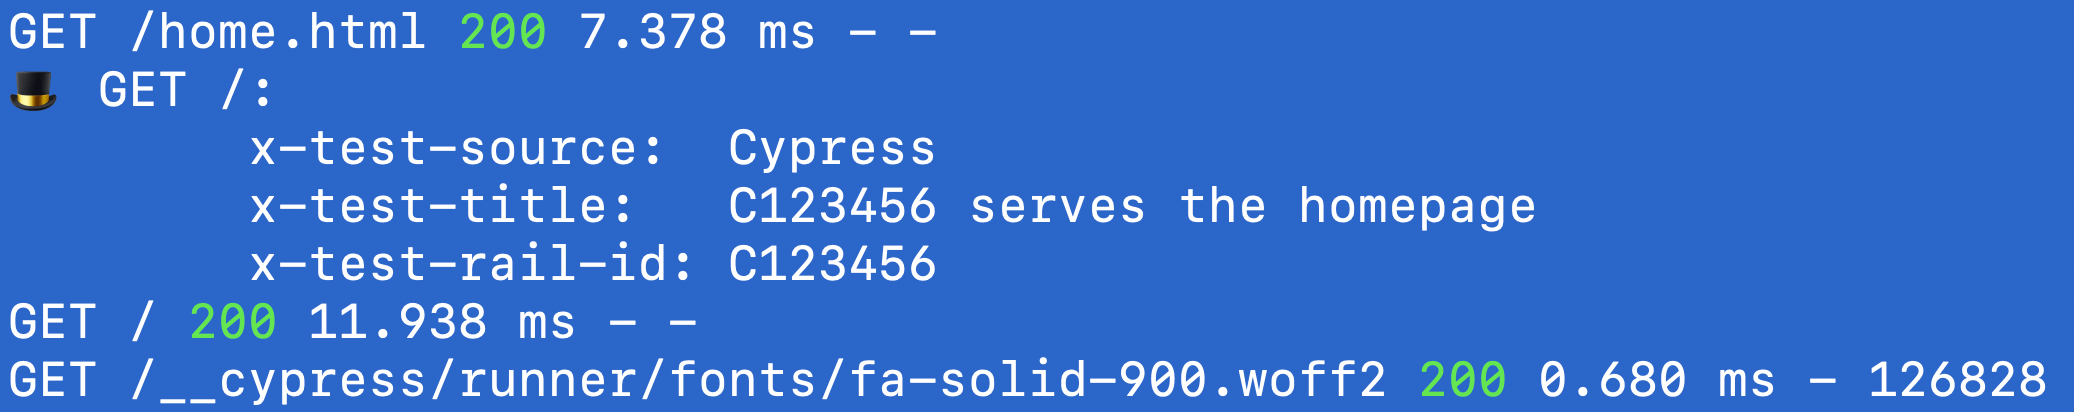 GET /home.html 200 7.378 ms - -
🎩 GET /:
x-test-source: Cypress
x-test-title: C123456 serves the homepage
x-test-rail-id: C123456
GET / 200 11.938 ms - -
GET /__cypress/runner/fonts/fa-solid-900.woff2 200 0.680 ms - 126828